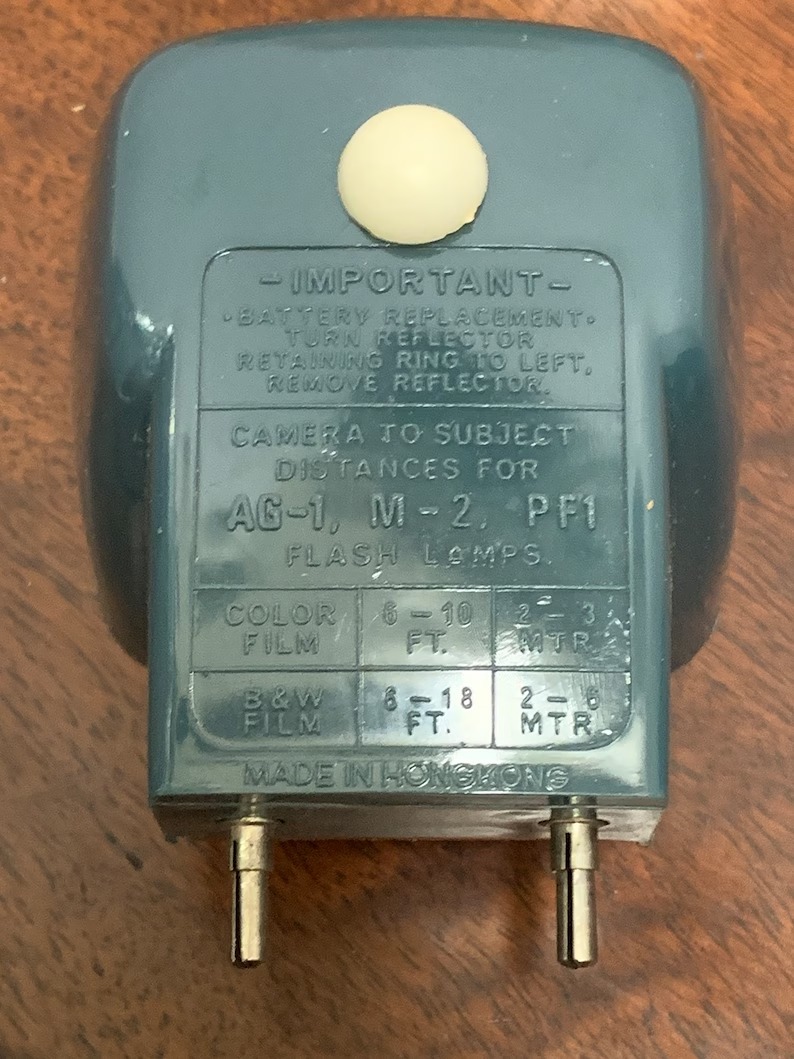 - IMPORTANT -
· BATTERY REPLACEMENT ·
TURN REFLECTOR
RETAINING RING TO LEFT,
REMOVE REFLECTOR.
CAMERA TO SUBJECT
DISTANCES FOR
AG-1, M-2, PF1
FLASH LAMPS.
COLOR FILM 6-10 FT. 2-3 MTR
B&W FILM 6-18 FT. 2-6 MTR
MADE IN HONGKONG